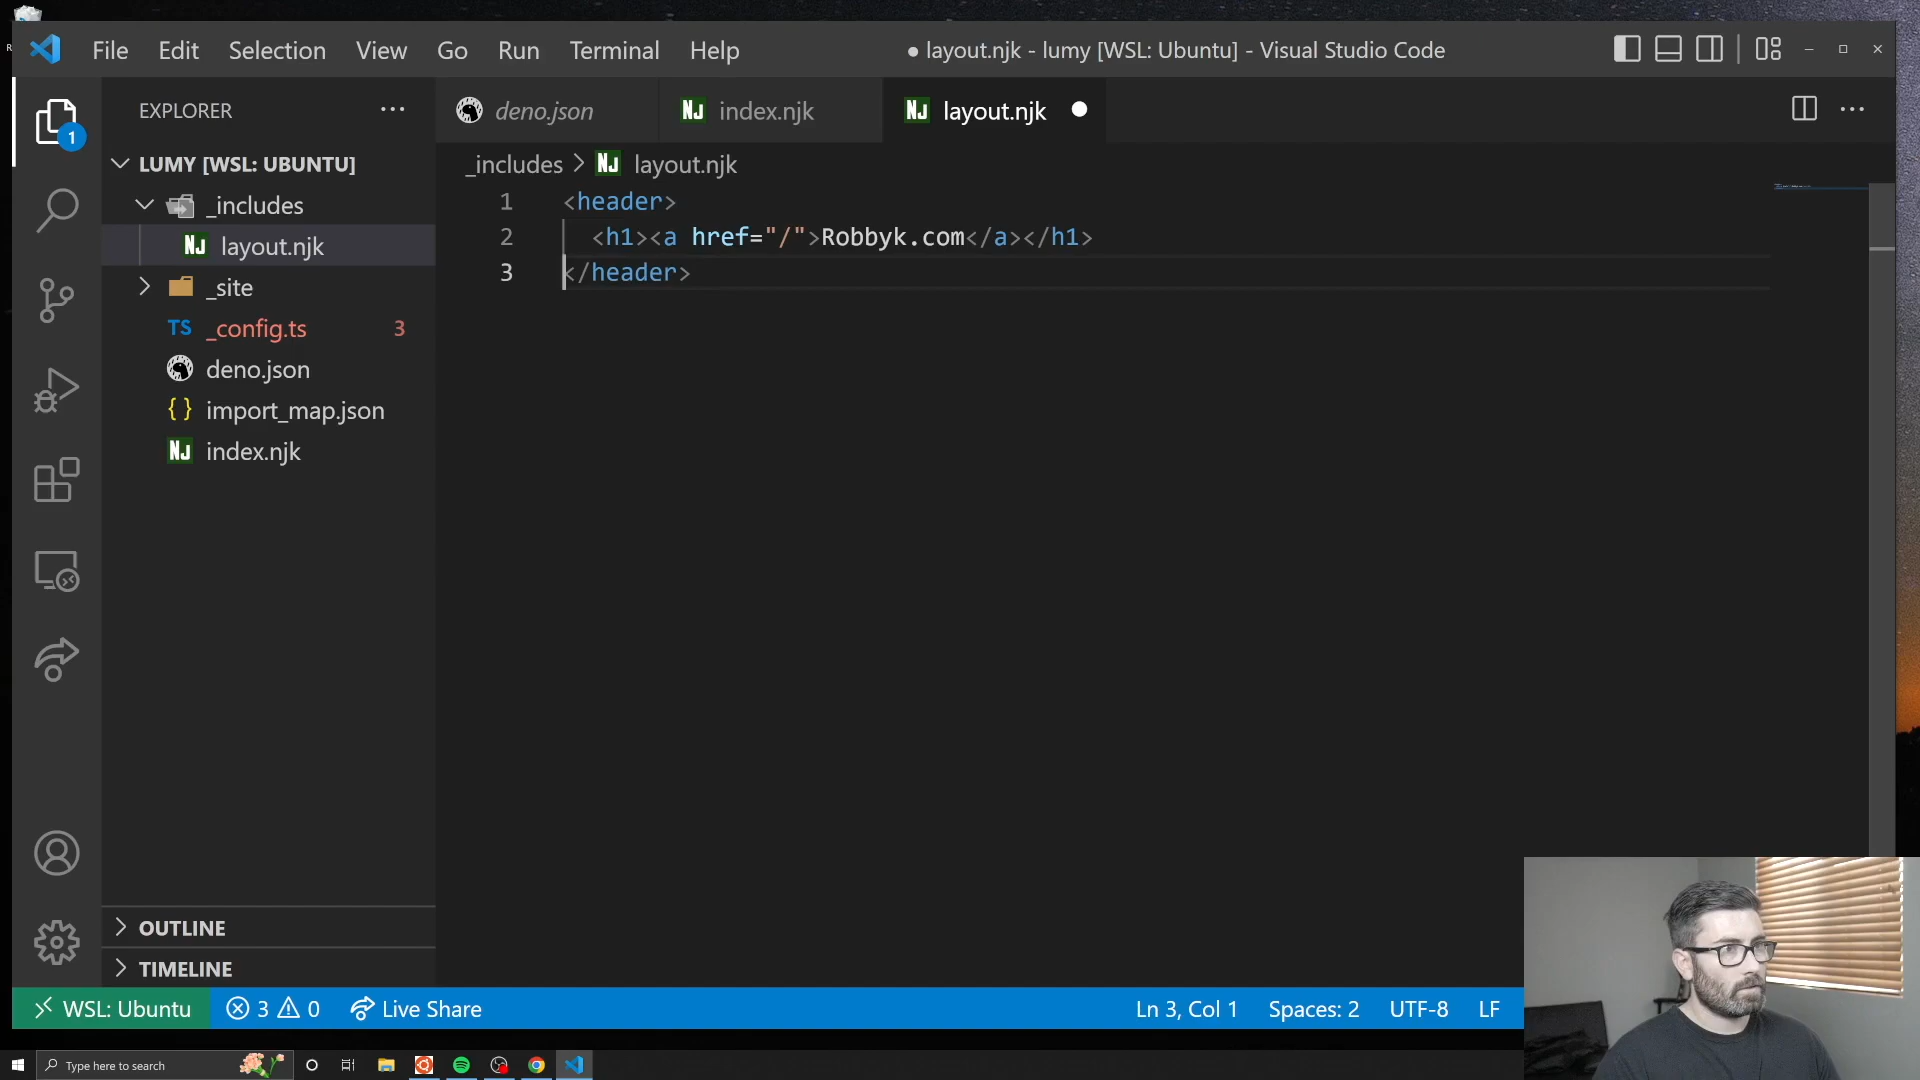 File Edit Selection View Go Run Terminal Help
● layout.njk - lumy [WSL: Ubuntu] - Visual Studio Code
EXPLORER
deno.json
index.njk
layout.njk
1
LUMY [WSL: UBUNTU]
_includes
layout.njk
_site
TS _config.ts 3
deno.json
{ } import_map.json
index.njk
_includes > layout.njk
1 <header>
2 <h1><a href="/">Robbyk.com</a></h1>
3 </header>
OUTLINE
TIMELINE
WSL: Ubuntu
3 0
Live Share
Ln 3, Col 1
Spaces: 2
UTF-8
LF
Type here to search